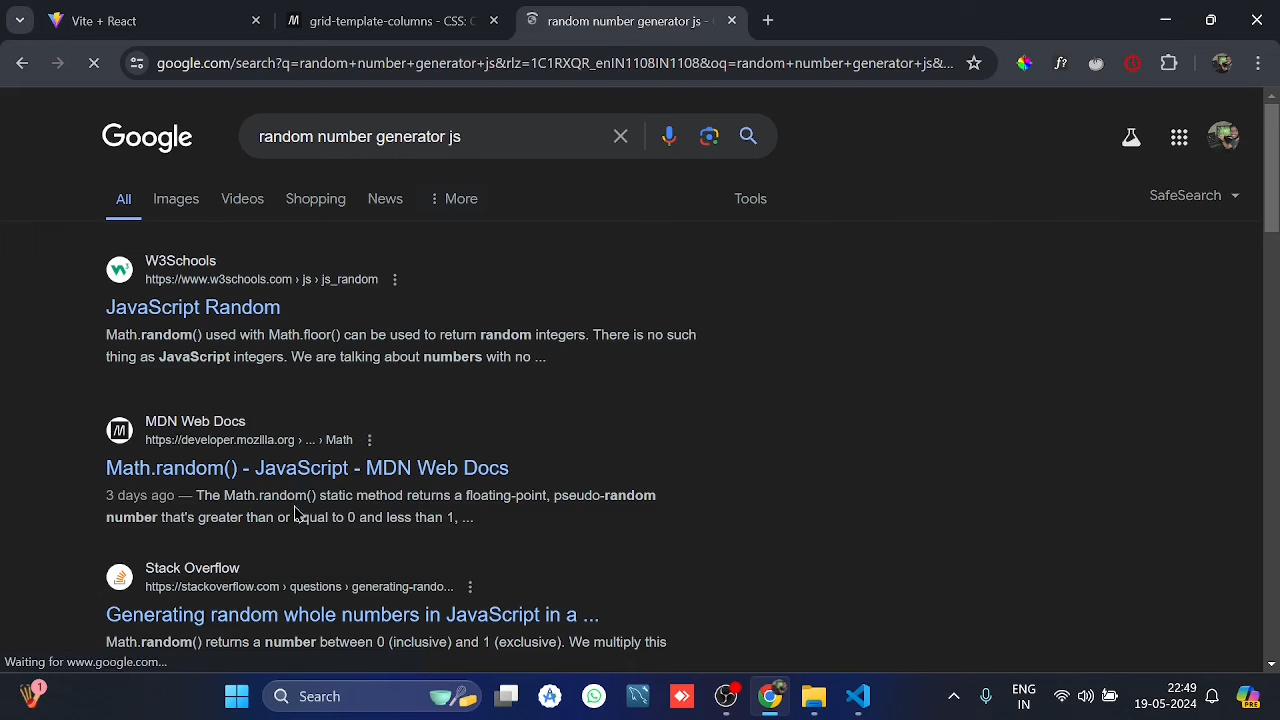 Vite + React
grid-template-columns - CSS: C
random number generator js -
google.com/search?q=random+number+generator+js&rlz=1C1RXQR_enIN1108IN1108&oq=random+number+generator+js&...
f?
Google
random number generator js
All
Images
Videos
Shopping
News
More
Tools
SafeSearch
W3Schools
https://www.w3schools.com › js › js_random
JavaScript Random
Math.random() used with Math.floor() can be used to return random integers. There is no such
thing as JavaScript integers. We are talking about numbers with no ...
MDN Web Docs
https://developer.mozilla.org › ... › Math
Math.random() - JavaScript - MDN Web Docs
3 days ago — The Math.random() static method returns a floating-point, pseudo-random
number that's greater than or equal to 0 and less than 1, ...
Stack Overflow
https://stackoverflow.com › questions › generating-rando...
Generating random whole numbers in JavaScript in a ...
Math.random() returns a number between 0 (inclusive) and 1 (exclusive). We multiply this
Waiting for www.google.com...
1
Search
ENG
IN
22:49
19-05-2024
PRE